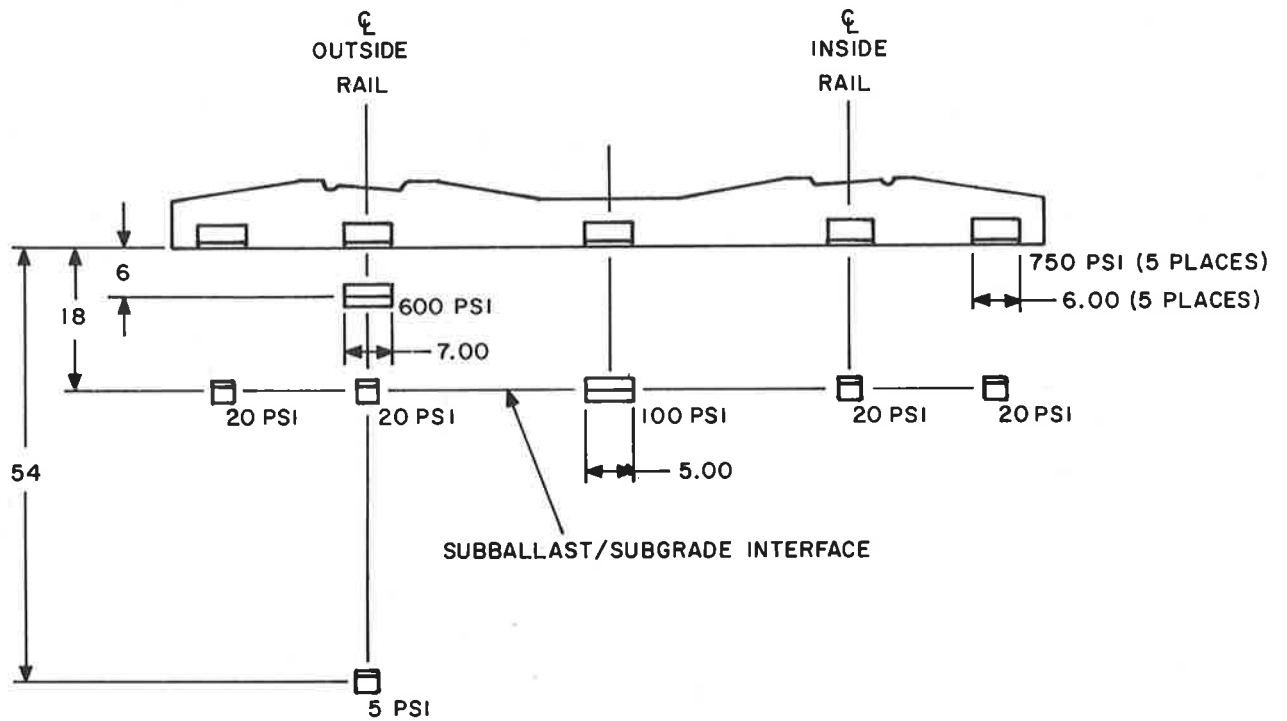 ℄ ℄
OUTSIDE INSIDE
RAIL RAIL
750 PSI (5 PLACES)
6
600 PSI
6.00 (5 PLACES)
18
7.00
20 PSI 20 PSI 100 PSI 20 PSI 20 PSI
54
5.00
SUBBALLAST/SUBGRADE INTERFACE
5 PSI